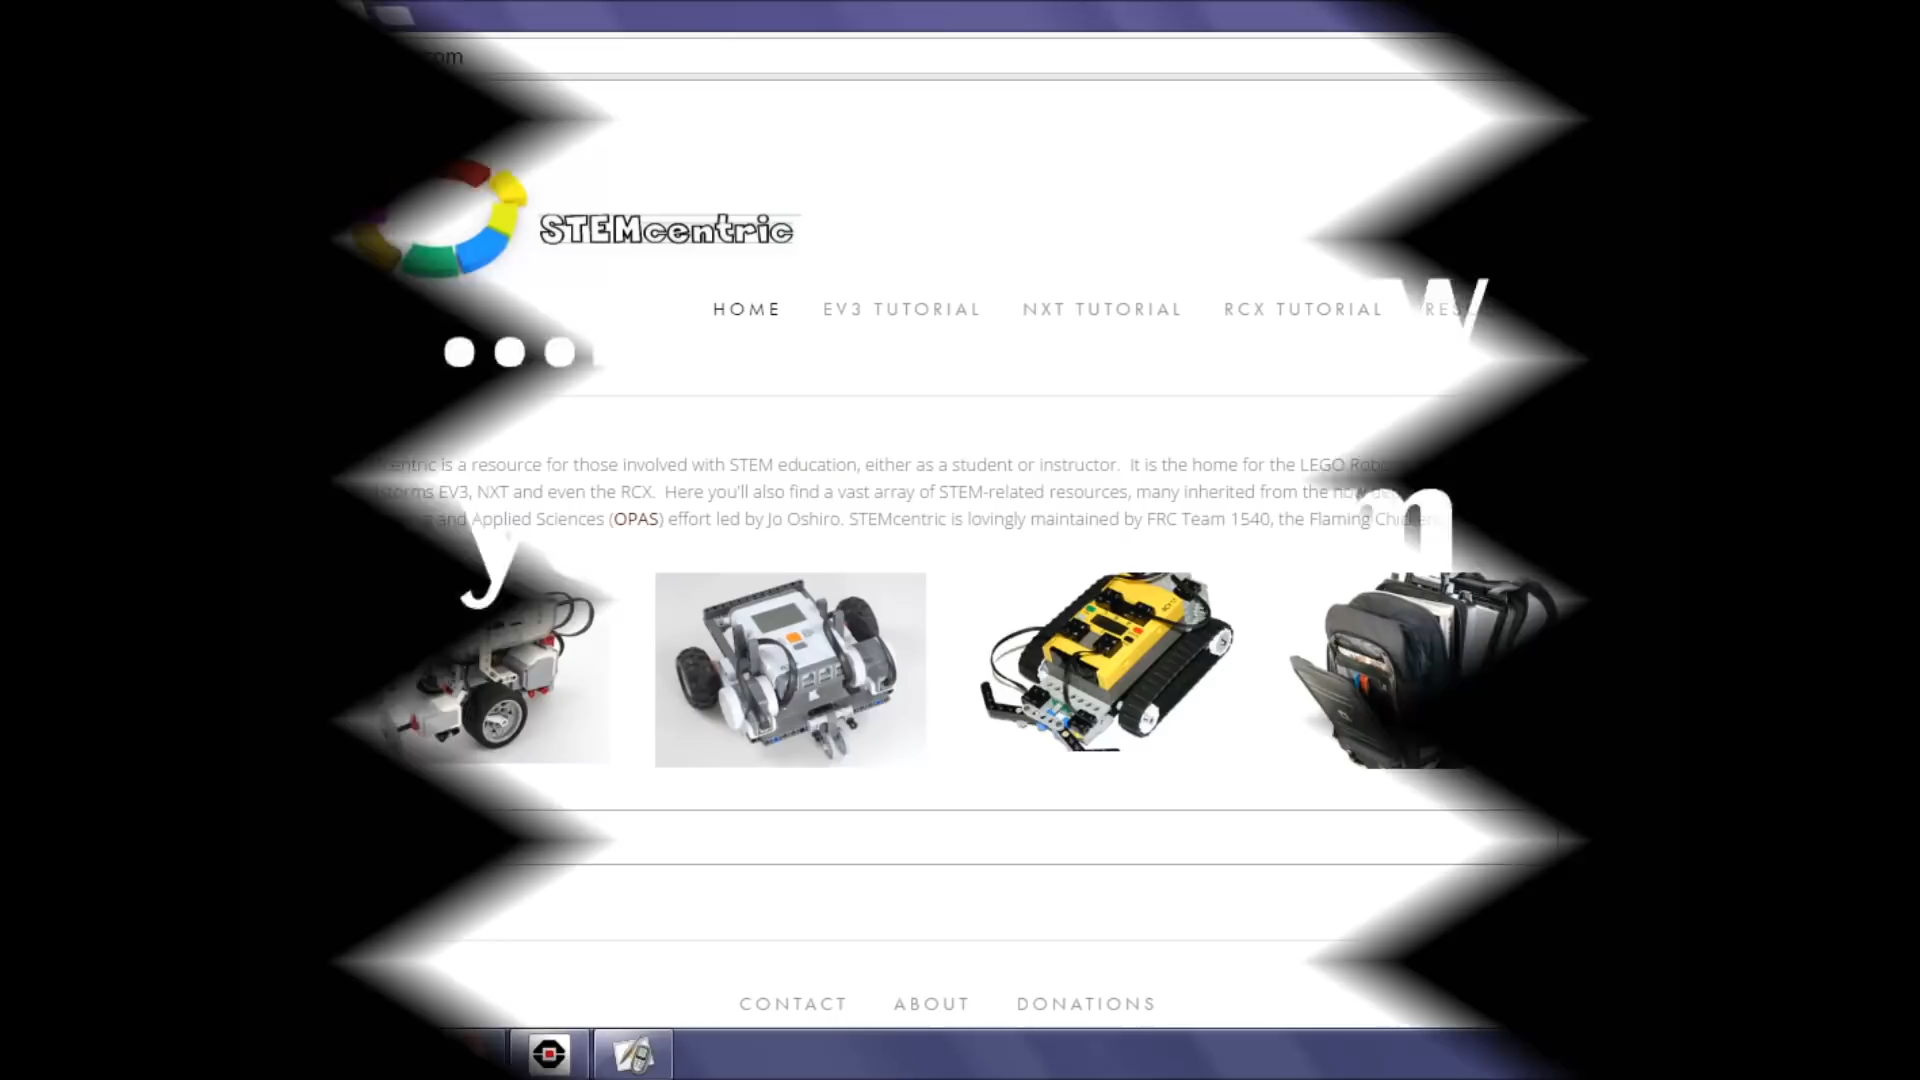 com
STEMcentric
HOME EV3 TUTORIAL NXT TUTORIAL RCX TUTORIAL
w
....
centric is a resource for those involved with STEM education, either as a student or instructor. It is the home for the LEGO
EV3, NXT and even the RCX. Here you'll also find a vast array of STEM-related resources, many inherited from the now
and Applied Sciences (OPAS) effort led by Jo Oshiro. STEMcentric is lovingly maintained by FRC Team 1540, the Flaming
y m
CONTACT ABOUT DONATIONS